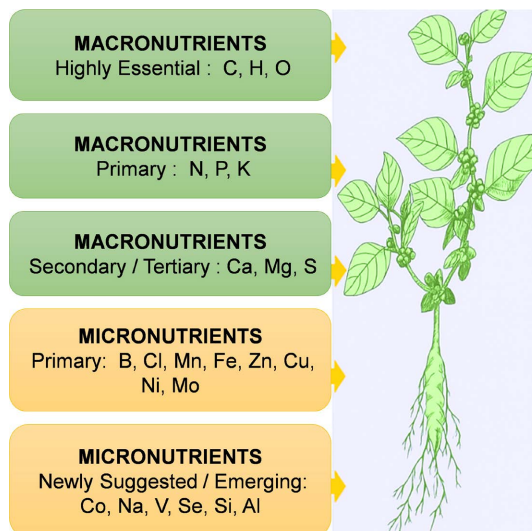 MACRONUTRIENTS
Highly Essential : C, H, O
MACRONUTRIENTS
Primary : N, P, K
MACRONUTRIENTS
Secondary / Tertiary : Ca, Mg, S
MICRONUTRIENTS
Primary: B, Cl, Mn, Fe, Zn, Cu,
Ni, Mo
MICRONUTRIENTS
Newly Suggested / Emerging:
Co, Na, V, Se, Si, Al